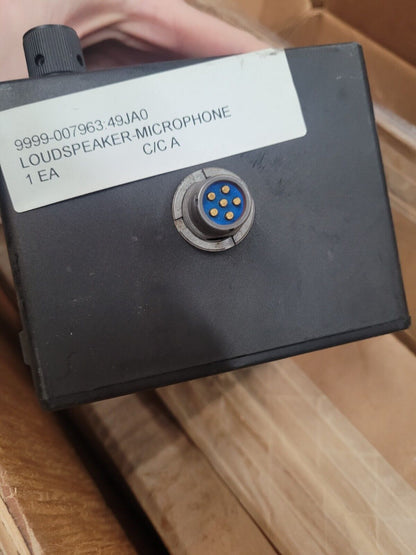 9999-007963:49JA0
LOUDSPEAKER-MICROPHONE
1 EA C/C A